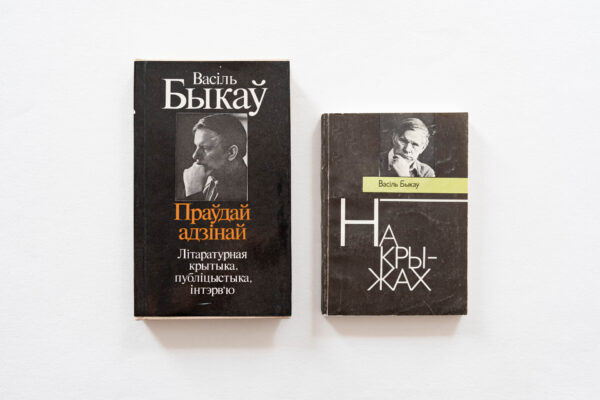 Васіль
Быкаў
Праўдай
адзінай
Літаратурная
крытыка.
публіцыстыка,
інтэрв'ю
Васіль Быкаў
На
кры-
жах